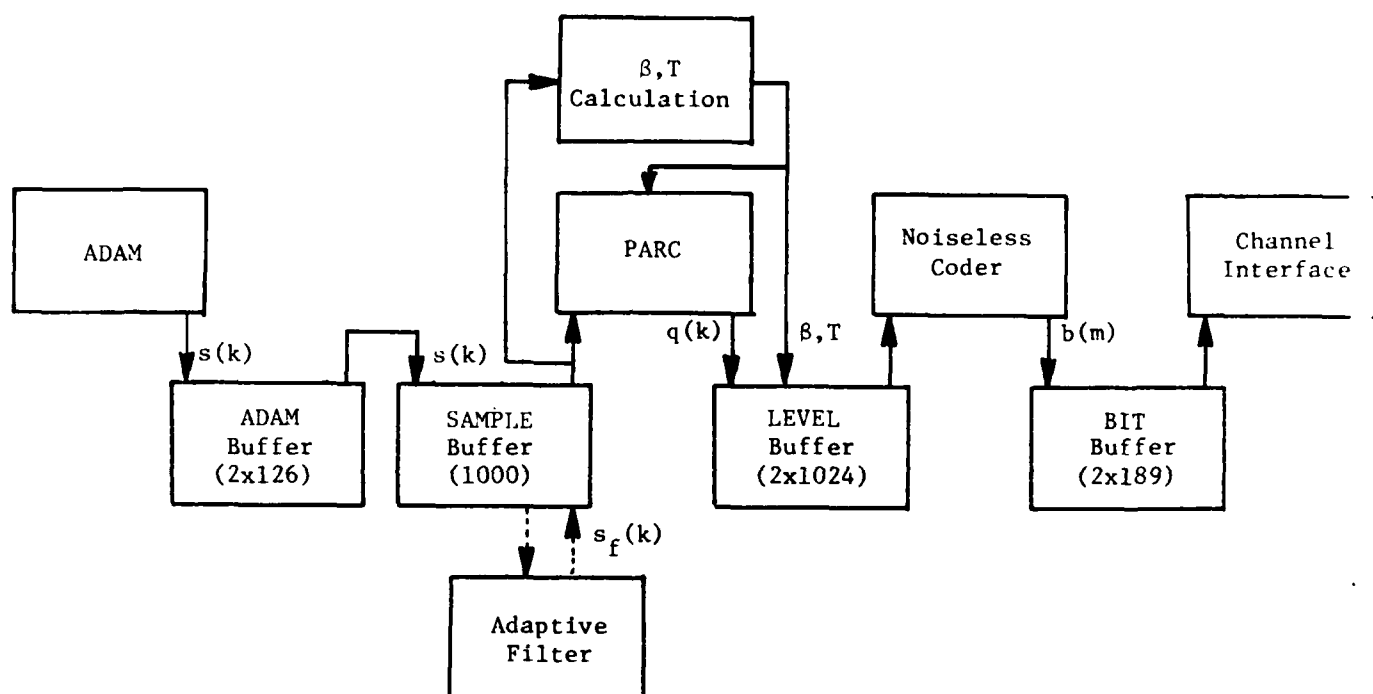 β,T
Calculation
ADAM
PARC
Noiseless
Coder
Channel
Interface
s(k)
s(k)
q(k)
β,T
b(m)
ADAM
Buffer
(2x126)
SAMPLE
Buffer
(1000)
LEVEL
Buffer
(2x1024)
BIT
Buffer
(2x189)
s_f(k)
Adaptive
Filter